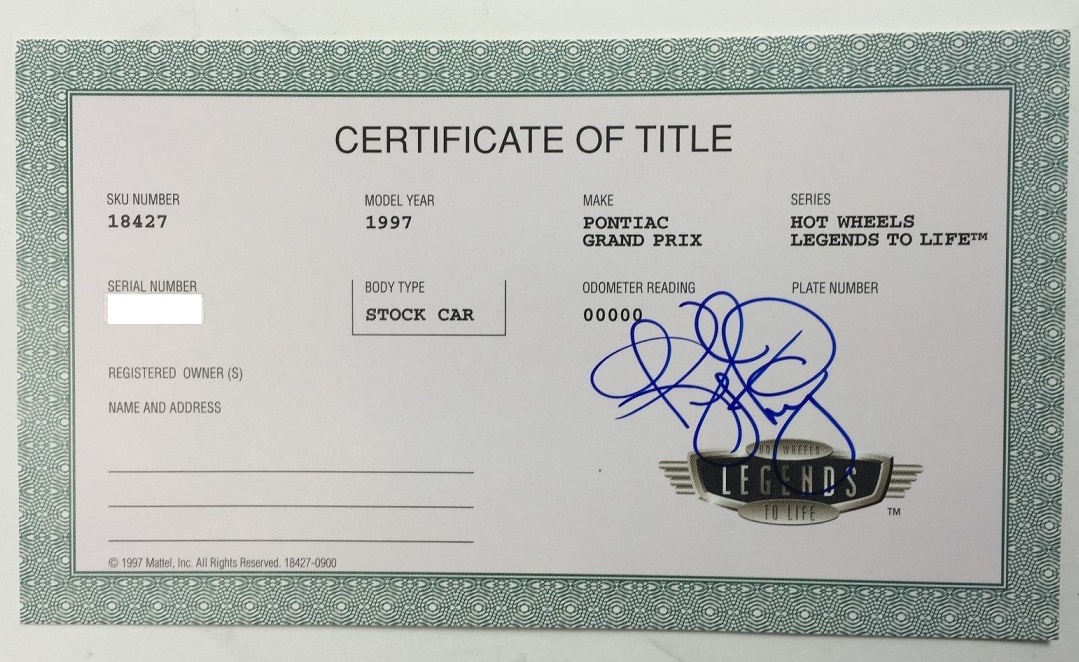 CERTIFICATE OF TITLE
SKU NUMBER
18427
MODEL YEAR
1997
MAKE
PONTIAC
GRAND PRIX
SERIES
HOT WHEELS
LEGENDS TO LIFE™
SERIAL NUMBER
BODY TYPE
STOCK CAR
ODOMETER READING
00000
PLATE NUMBER
REGISTERED OWNER (S)
NAME AND ADDRESS
HOT WHEELS
LEGENDS
TO LIFE
TM
© 1997 Mattel, Inc. All Rights Reserved. 18427-0900